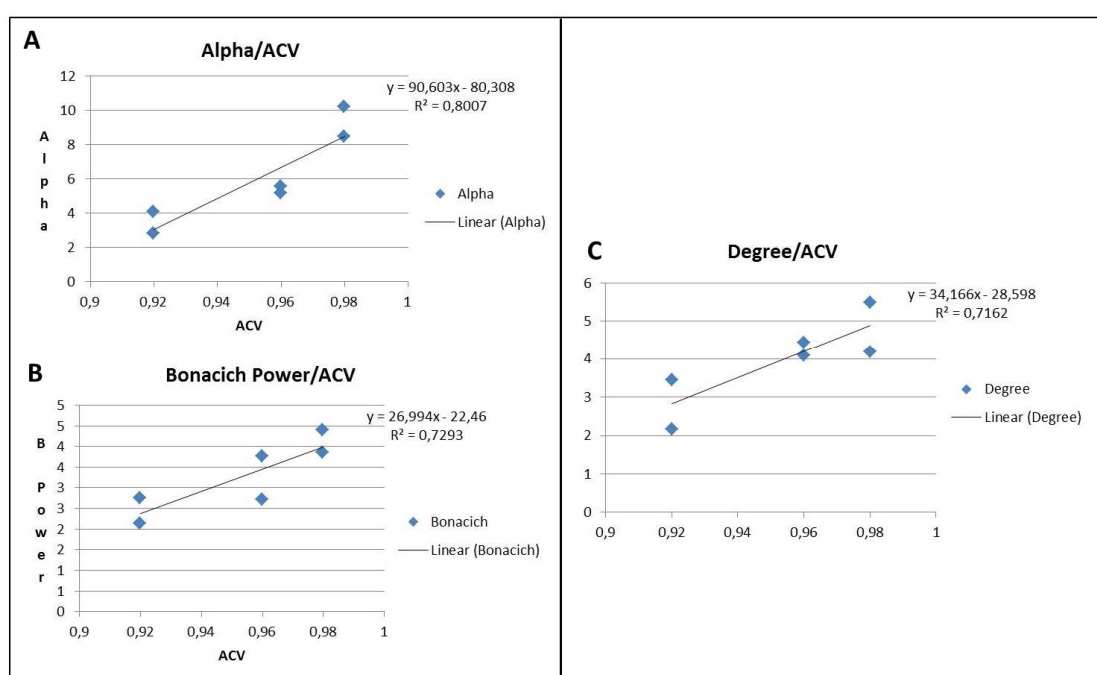 A
Alpha/ACV
y = 90,603x - 80,308
R² = 0,8007
12
10
8
6
4
2
0
Alpha
0,9 0,92 0,94 0,96 0,98 1
ACV
Alpha
Linear (Alpha)
B
Bonacich Power/ACV
y = 26,994x - 22,46
R² = 0,7293
5
5
4
4
3
3
2
2
1
1
0
B Power
0,9 0,92 0,94 0,96 0,98 1
ACV
Bonacich
Linear (Bonacich)
C
Degree/ACV
y = 34,166x - 28,598
R² = 0,7162
6
5
4
3
2
1
0
0,9 0,92 0,94 0,96 0,98 1
Degree
Linear (Degree)